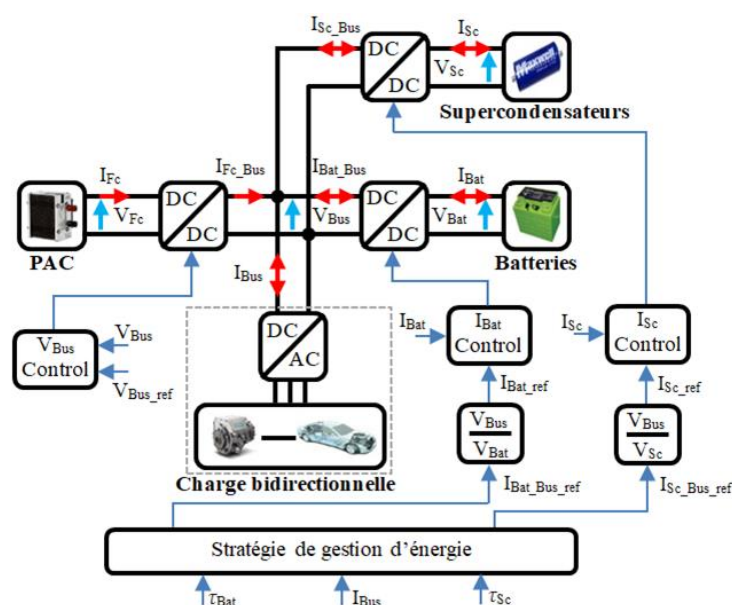 I_Sc_Bus
I_Sc
DC
DC
V_Sc
Maxwell
Supercondensateurs
I_Fc
I_Fc_Bus
I_Bat_Bus
I_Bat
DC
DC
DC
DC
V_Fc
V_Bus
V_Bat
PAC
Batteries
I_Bus
V_Bus
Control
V_Bus
V_Bus_ref
DC
AC
I_Bat
I_Bat
Control
I_Sc
I_Sc
Control
I_Bat_ref
I_Sc_ref
V_Bus
V_Bat
V_Bus
V_Sc
Charge bidirectionnelle
I_Bat_Bus_ref
I_Sc_Bus_ref
Stratégie de gestion d’énergie
τ_Bat
I_Bus
τ_Sc